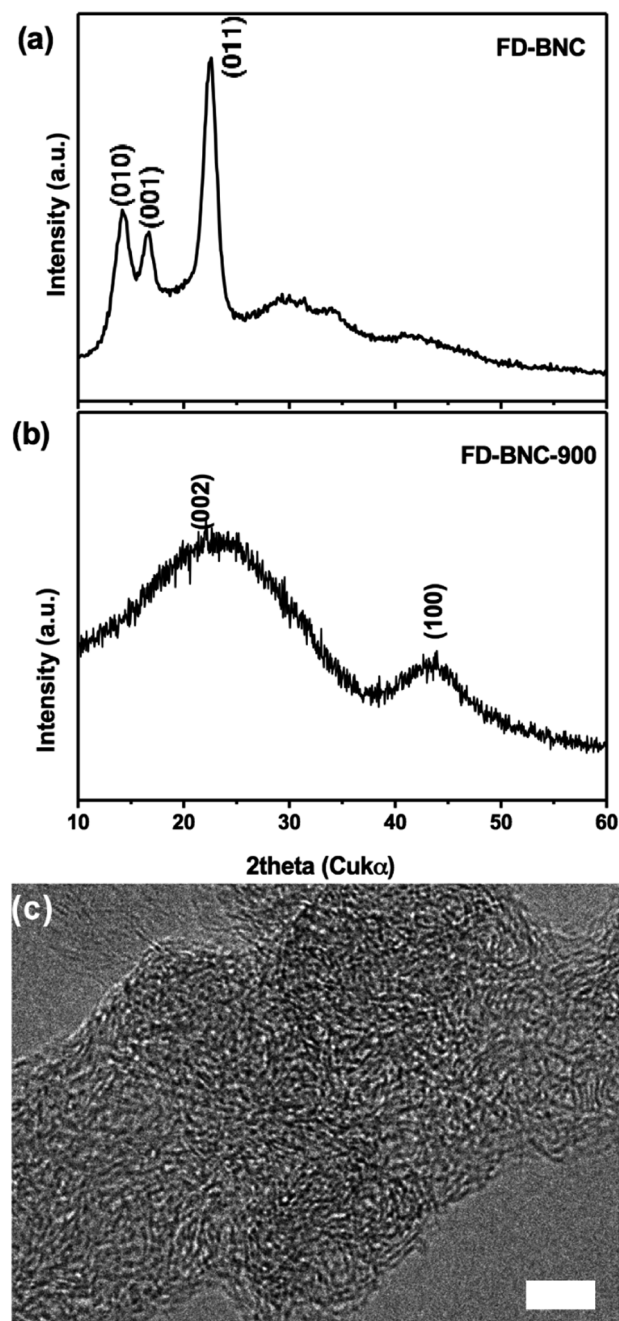 (a)
FD-BNC
(010)
(001)
(011)
Intensity (a.u.)
(b)
FD-BNC-900
(002)
(100)
Intensity (a.u.)
10 20 30 40 50 60
2theta (Cukα)
(c)